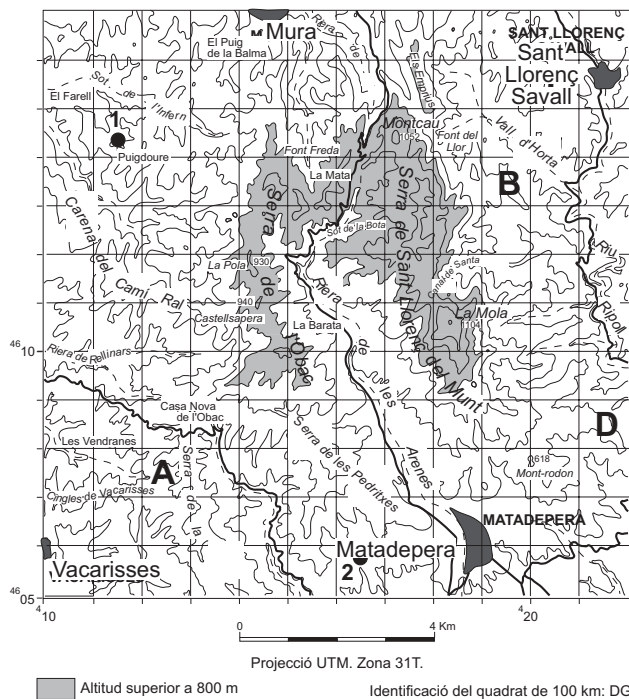 Mura
El Puig
de la Balma
Riera de
SANT LLORENÇ
Sant
Llorenç
Savall
Els Emprius
Sot de
l'Infern
El Farell
1
Puigdoure
Montcau
Font del
Llor
Vall d'Horta
Font Freda
La Mata
B
Carena del
Camí Ral
Serra de
l'Obac
Serra de Sant Llorenç del Munt
Sot de la Bota
Riu
Ripoll
La Pola
930
Canal de Santa
940
Castellsapera
Riera de les
Arenes
La Mola
1104
La Barata
46
10
Riera de Rellinars
Casa Nova
de l'Obac
D
Les Vendranes
A
Serra de la
Serra de les Pedritxes
618
Mont-rodon
Cingles de Vacarisses
MATADEPERA
Matadepera
2
Vacarisses
46
05
4
10
4
20
0
4 Km
Projecció UTM. Zona 31T.
Altitud superior a 800 m
Identificació del quadrat de 100 km: DG